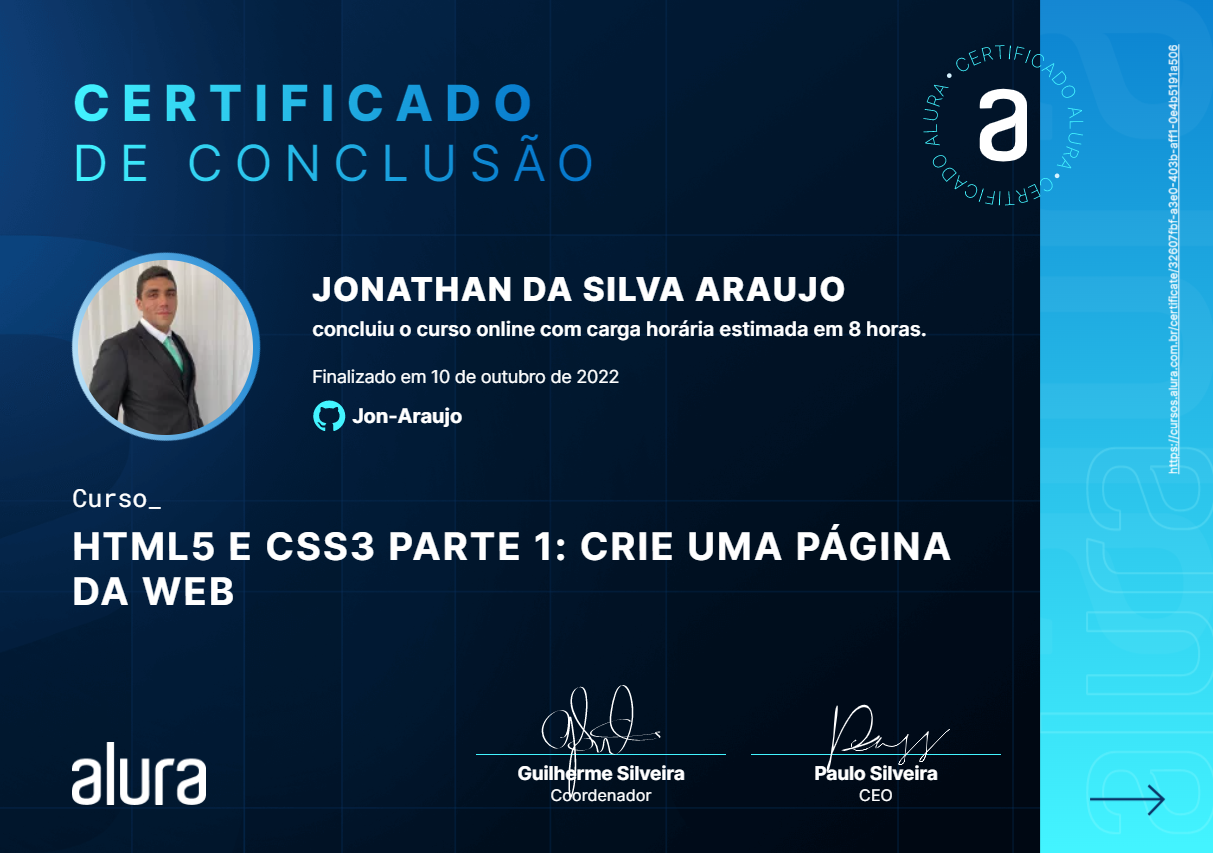 CERTIFICADO
DE CONCLUSÃO
CERTIFICADO ALURA • CERTIFICADO ALURA •
a
JONATHAN DA SILVA ARAUJO
concluiu o curso online com carga horária estimada em 8 horas.
Finalizado em 10 de outubro de 2022
Jon-Araujo
Curso_
HTML5 E CSS3 PARTE 1: CRIE UMA PÁGINA
DA WEB
alura
Guilherme Silveira
Coordenador
Paulo Silveira
CEO
https://cursos.alura.com.br/certificate/32607fbf-a3e0-403b-aff1-0e4b5191a506
alura